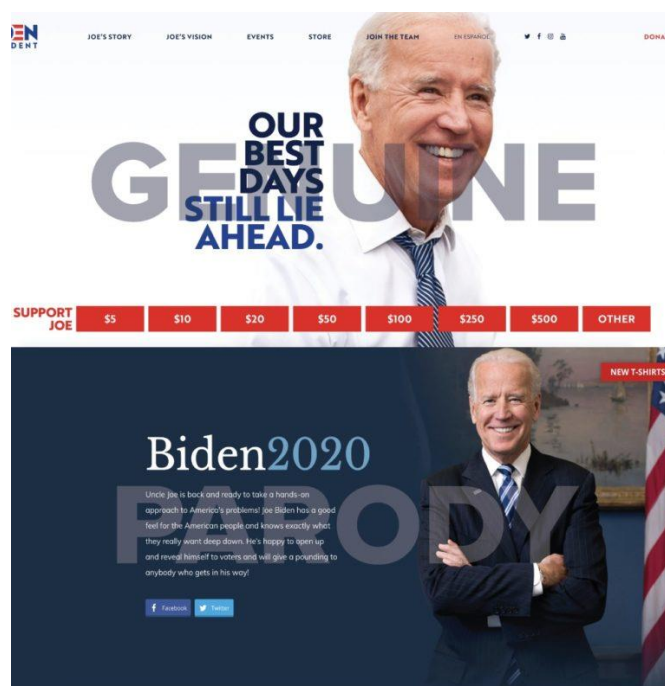 EN
DENT
JOE'S STORY JOE'S VISION EVENTS STORE JOIN THE TEAM EN ESPAÑOL DONA
OUR
BEST
DAYS
STILL LIE
AHEAD.
GENUINE
SUPPORT
JOE
$5 $10 $20 $50 $100 $250 $500 OTHER
NEW T-SHIRTS
Biden2020
Uncle Joe is back and ready to take a hands-on
approach to America's problems! Joe Biden has a good
feel for the American people and knows exactly what
they really want deep down. He's happy to open up
and reveal himself to voters and will give a pounding to
anybody who gets in his way!
PARODY
Facebook Twitter